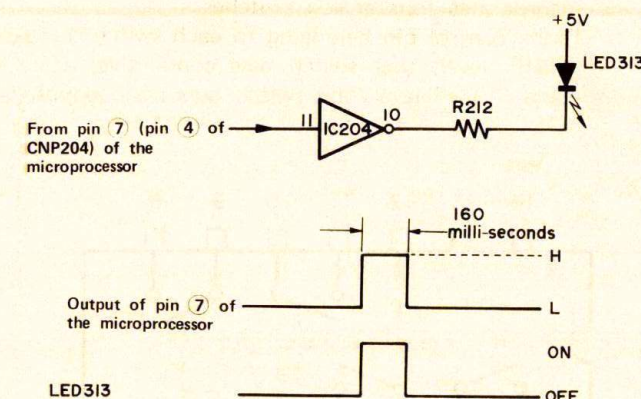 +5V
LED313
R212
From pin ⑦ (pin ④ of
CNP204) of the
microprocessor
11
IC204
10
160
milli-seconds
H
Output of pin ⑦ of
the microprocessor
L
ON
LED313
OFF